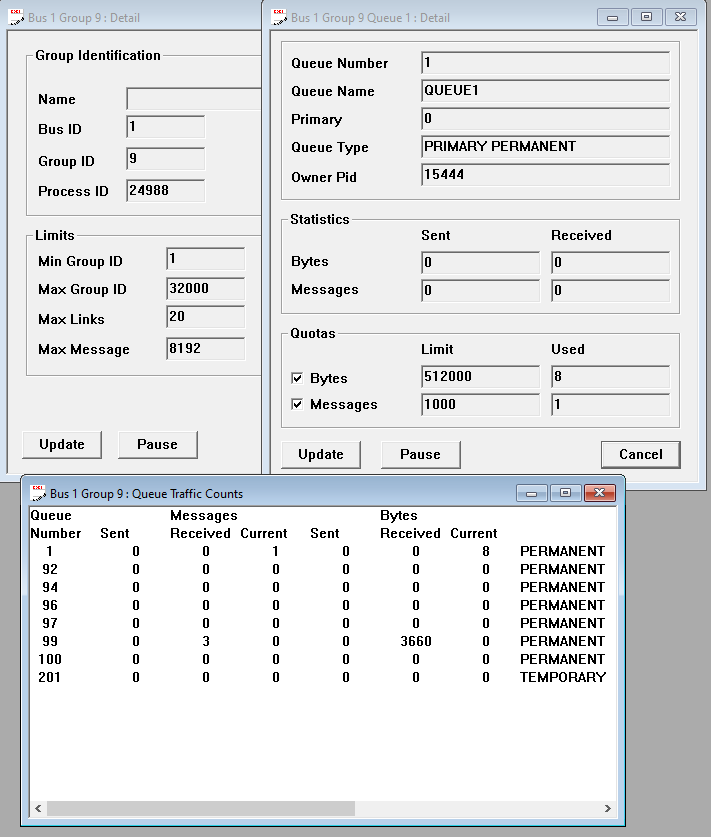 Bus 1 Group 9 : Detail
Group Identification
Name
Bus ID 1
Group ID 9
Process ID 24988
Limits
Min Group ID 1
Max Group ID 32000
Max Links 20
Max Message 8192
Update Pause
Bus 1 Group 9 Queue 1 : Detail
Queue Number 1
Queue Name QUEUE1
Primary 0
Queue Type PRIMARY PERMANENT
Owner Pid 15444
Statistics
Sent Received
Bytes 0 0
Messages 0 0
Quotas
Limit Used
Bytes 512000 8
Messages 1000 1
Update Pause Cancel
Bus 1 Group 9 : Queue Traffic Counts
Queue Messages Bytes
Number Sent Received Current Sent Received Current
1 0 0 1 0 0 8 PERMANENT
92 0 0 0 0 0 0 PERMANENT
94 0 0 0 0 0 0 PERMANENT
96 0 0 0 0 0 0 PERMANENT
97 0 0 0 0 0 0 PERMANENT
99 0 3 0 0 3660 0 PERMANENT
100 0 0 0 0 0 0 PERMANENT
201 0 0 0 0 0 0 TEMPORARY